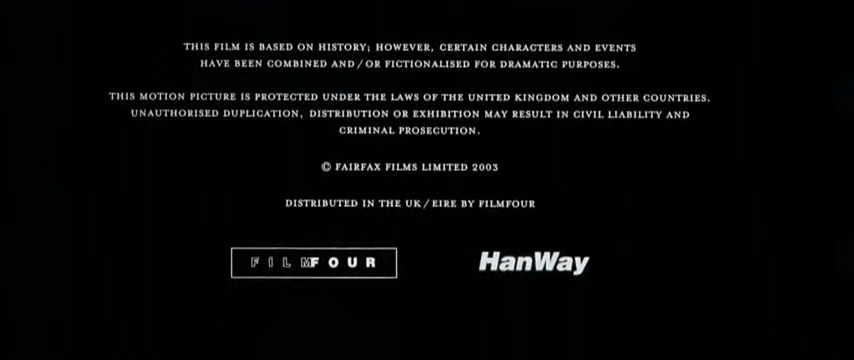 THIS FILM IS BASED ON HISTORY; HOWEVER, CERTAIN CHARACTERS AND EVENTS
HAVE BEEN COMBINED AND/OR FICTIONALISED FOR DRAMATIC PURPOSES.
THIS MOTION PICTURE IS PROTECTED UNDER THE LAWS OF THE UNITED KINGDOM AND OTHER COUNTRIES.
UNAUTHORISED DUPLICATION, DISTRIBUTION OR EXHIBITION MAY RESULT IN CIVIL LIABILITY AND
CRIMINAL PROSECUTION.
© FAIRFAX FILMS LIMITED 2003
DISTRIBUTED IN THE UK/EIRE BY FILMFOUR
FILMFOUR
HanWay